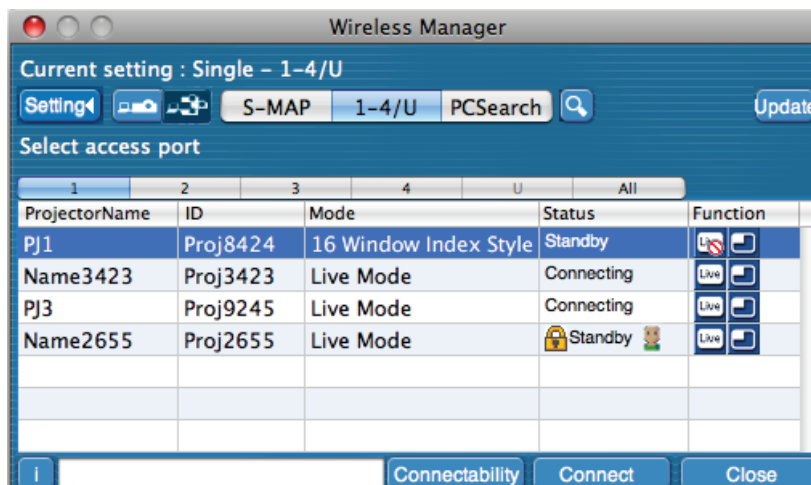 Wireless Manager
Current setting : Single – 1-4/U
Setting S-MAP 1-4/U PCSearch Update
Select access port
1 2 3 4 U All
ProjectorName ID Mode Status Function
PJ1 Proj8424 16 Window Index Style Standby Live
Name3423 Proj3423 Live Mode Connecting Live
PJ3 Proj9245 Live Mode Connecting Live
Name2655 Proj2655 Live Mode Standby Live
i Connectability Connect Close